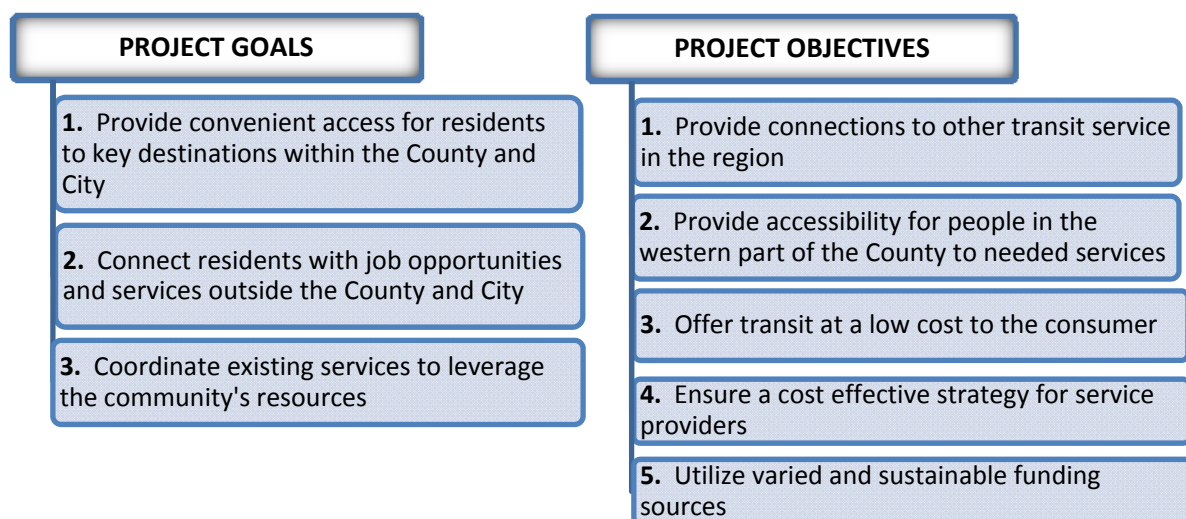 PROJECT GOALS
1. Provide convenient access for residents
to key destinations within the County and
City
2. Connect residents with job opportunities
and services outside the County and City
3. Coordinate existing services to leverage
the community's resources
PROJECT OBJECTIVES
1. Provide connections to other transit service
in the region
2. Provide accessibility for people in the
western part of the County to needed services
3. Offer transit at a low cost to the consumer
4. Ensure a cost effective strategy for service
providers
5. Utilize varied and sustainable funding
sources